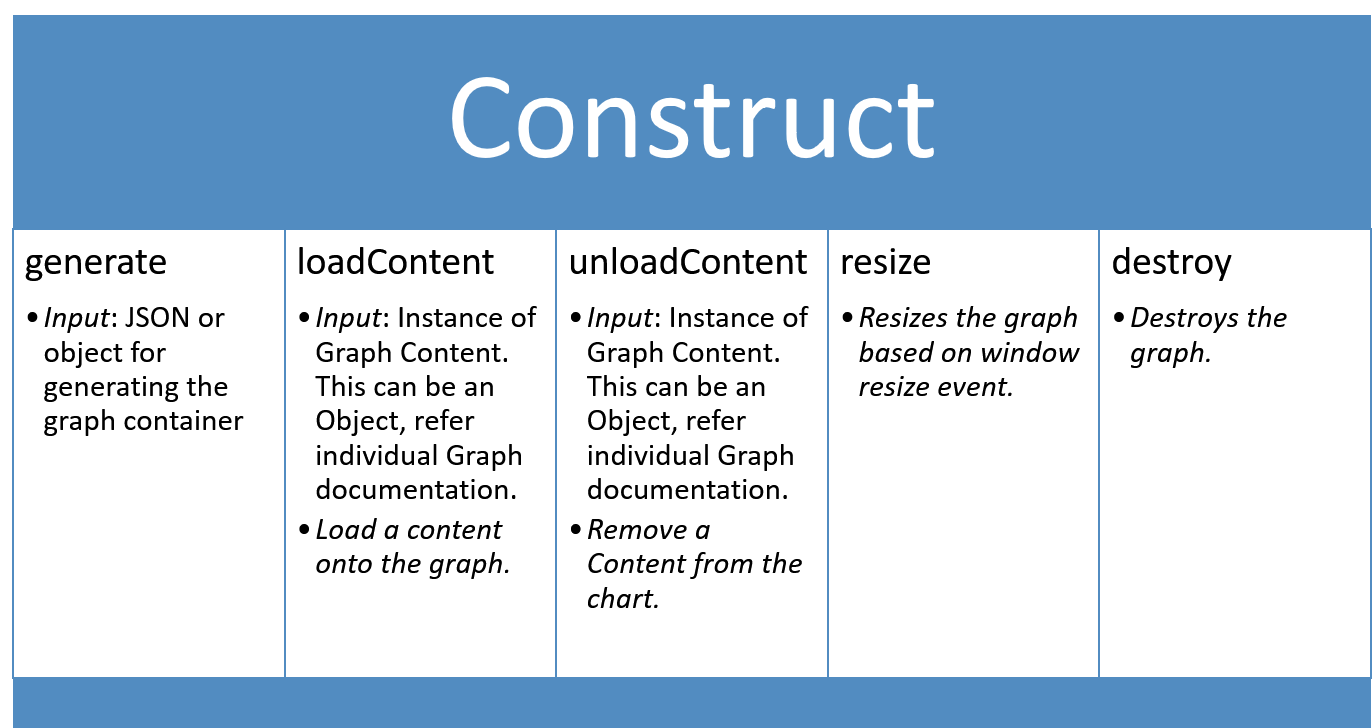 Construct
generate
• Input: JSON or
object for
generating the
graph container
loadContent
• Input: Instance of
Graph Content.
This can be an
Object, refer
individual Graph
documentation.
• Load a content
onto the graph.
unloadContent
• Input: Instance of
Graph Content.
This can be an
Object, refer
individual Graph
documentation.
• Remove a
Content from the
chart.
resize
• Resizes the graph
based on window
resize event.
destroy
• Destroys the
graph.